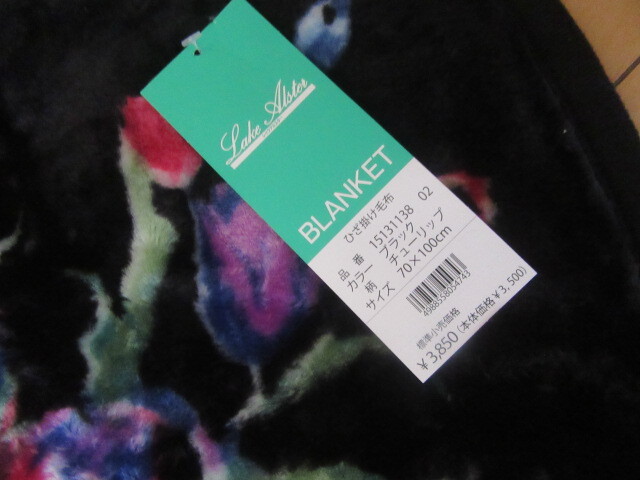 Lake Alster
BLANKET
ひざ掛け毛布
品 番 15131138 02
カラー ブラック
柄 チューリップ
サイズ 70×100cm
4988558054743
標準小売価格
¥3,850(本体価格¥3,500)